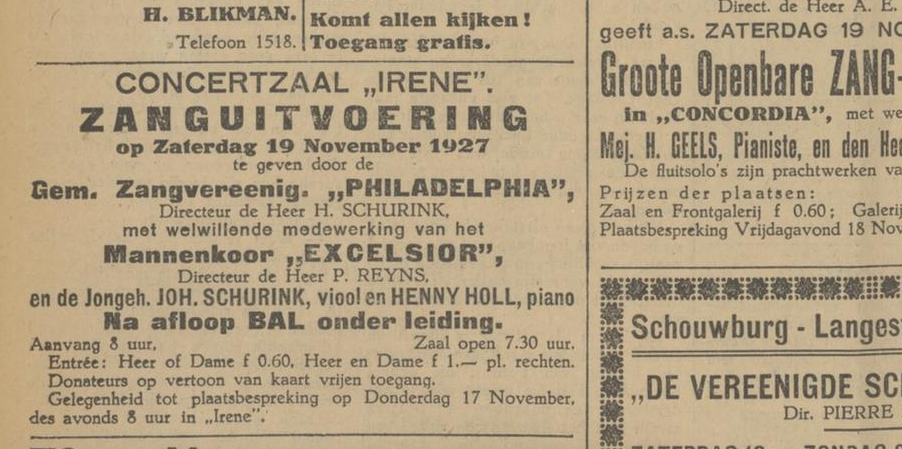 H. BLIKMAN.
Telefoon 1518.
Komt allen kijken!
Toegang gratis.
CONCERTZAAL „IRENE".
ZANGUITVOERING
op Zaterdag 19 November 1927
te geven door de
Gem. Zangvereenig. „PHILADELPHIA",
Directeur de Heer H. SCHURINK,
met welwillende medewerking van het
Mannenkoor „EXCELSIOR",
Directeur de Heer P. REYNS,
en de Jongeh. JOH. SCHURINK, viool en HENNY HOLL, piano
Na afloop BAL onder leiding.
Aanvang 8 uur. Zaal open 7.30 uur.
Entrée: Heer of Dame f 0.60, Heer en Dame f 1.— pl. rechten.
Donateurs op vertoon van kaart vrijen toegang.
Gelegenheid tot plaatsbespreking op Donderdag 17 November,
des avonds 8 uur in „Irene".
Direct. de Heer A. E.
geeft a.s. ZATERDAG 19 NO
Groote Openbare ZANG-
in „CONCORDIA", met we
Mej. H. GEELS, Pianiste, en den Hee
De fluitsolo's zijn prachtwerken va
Prijzen der plaatsen:
Zaal en Frontgalerij f 0.60; Galerij
Plaatsbespreking Vrijdagavond 18 Nov
Schouwburg - Langes
„DE VEREENIGDE SC
Dir. PIERRE